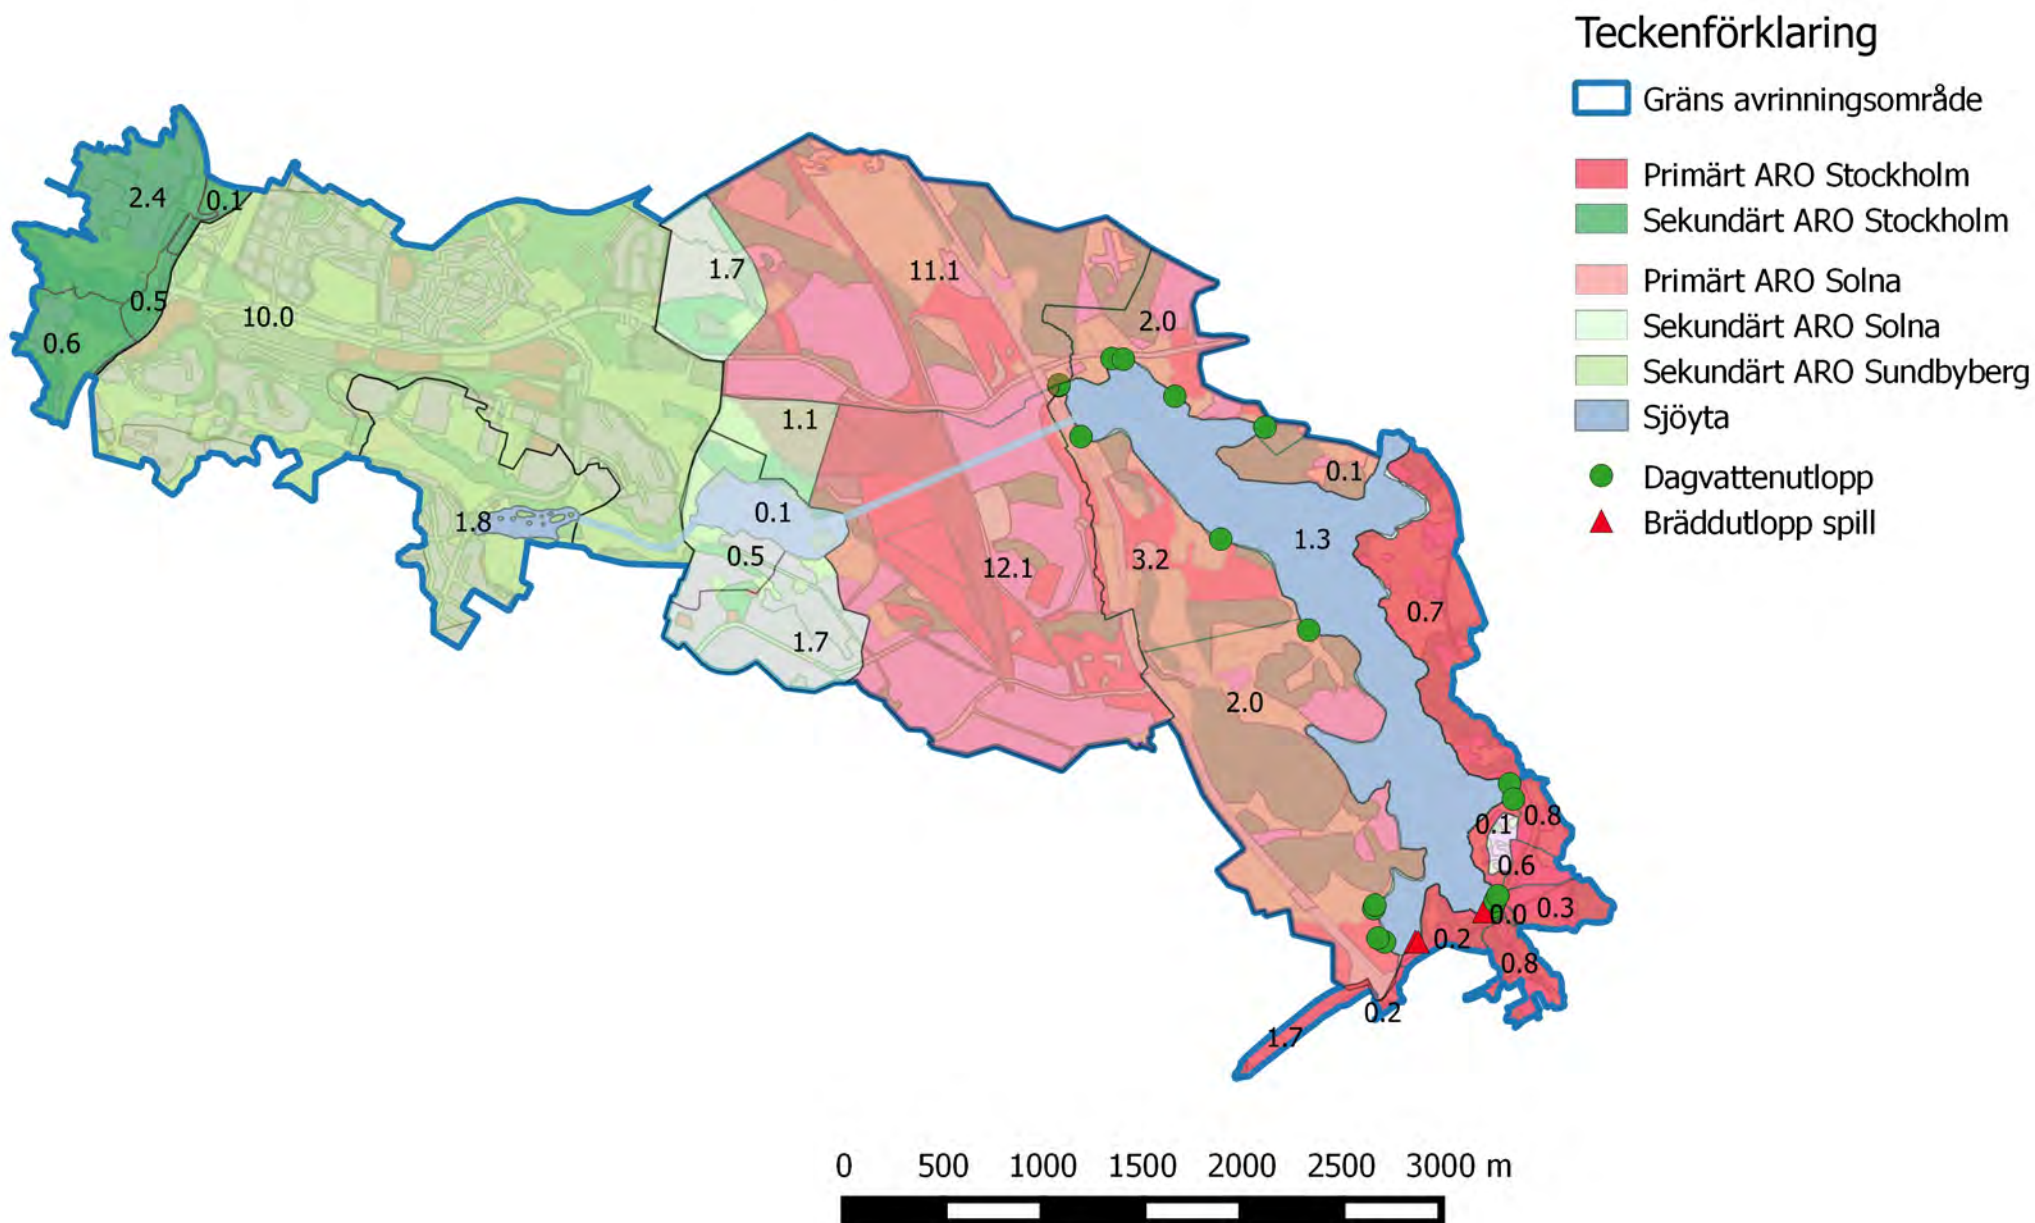 Teckenförklaring
Gräns avrinningsområde
Primärt ARO Stockholm
Sekundärt ARO Stockholm
Primärt ARO Solna
Sekundärt ARO Solna
Sekundärt ARO Sundbyberg
Sjöyta
Dagvattenutlopp
Bräddutlopp spill
2.4
0.1
0.5
0.6
10.0
1.8
1.7
11.1
2.0
1.1
0.1
0.1
0.5
1.7
12.1
3.2
1.3
0.7
2.0
0.1
0.8
0.6
0.0
0.3
0.2
0.8
0.2
1.7
0 500 1000 1500 2000 2500 3000 m